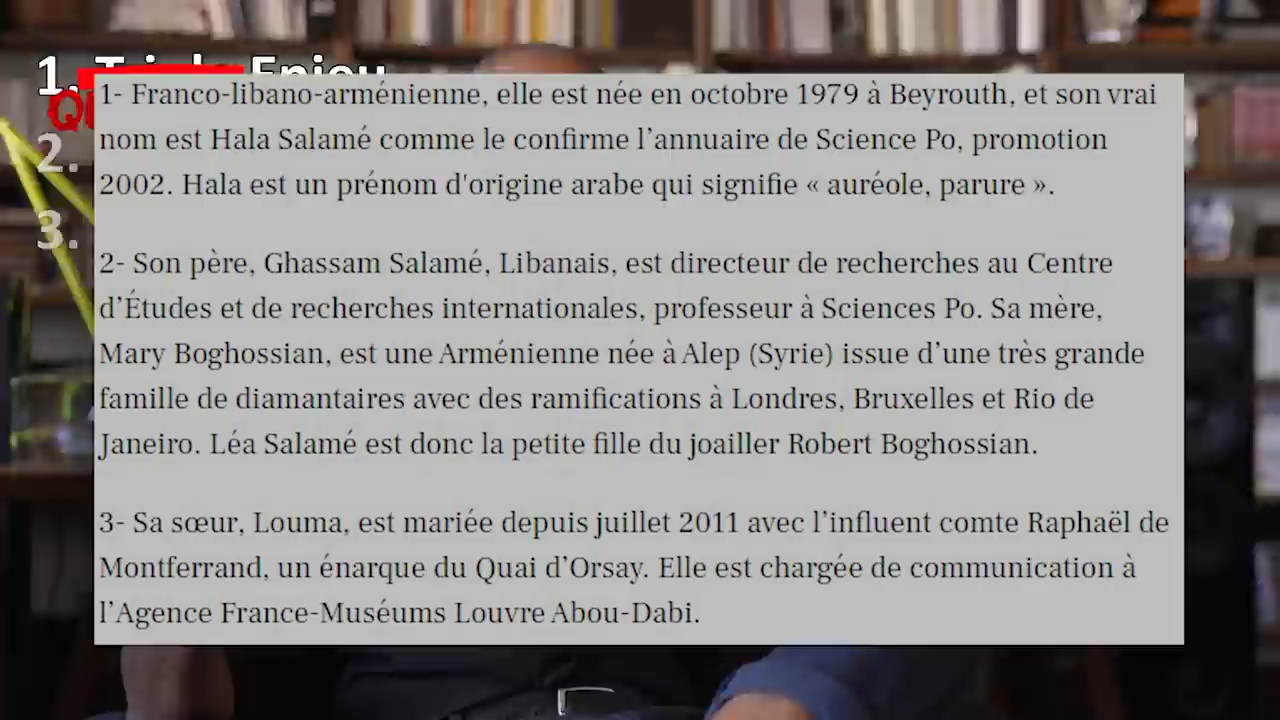 1.
Enjeu
Qu
2.
3.
1- Franco-libano-arménienne, elle est née en octobre 1979 à Beyrouth, et son vrai
nom est Hala Salamé comme le confirme l’annuaire de Science Po, promotion
2002. Hala est un prénom d'origine arabe qui signifie « auréole, parure ».
2- Son père, Ghassam Salamé, Libanais, est directeur de recherches au Centre
d’Études et de recherches internationales, professeur à Sciences Po. Sa mère,
Mary Boghossian, est une Arménienne née à Alep (Syrie) issue d’une très grande
famille de diamantaires avec des ramifications à Londres, Bruxelles et Rio de
Janeiro. Léa Salamé est donc la petite fille du joailler Robert Boghossian.
3- Sa sœur, Louma, est mariée depuis juillet 2011 avec l’influent comte Raphaël de
Montferrand, un énarque du Quai d’Orsay. Elle est chargée de communication à
l’Agence France-Muséums Louvre Abou-Dabi.